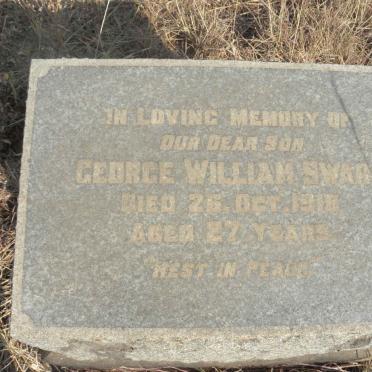 In Loving Memory of
Our Dear Son
George William
Died 26. Oct. 1918
Aged 27 Years
"Rest in Peace"